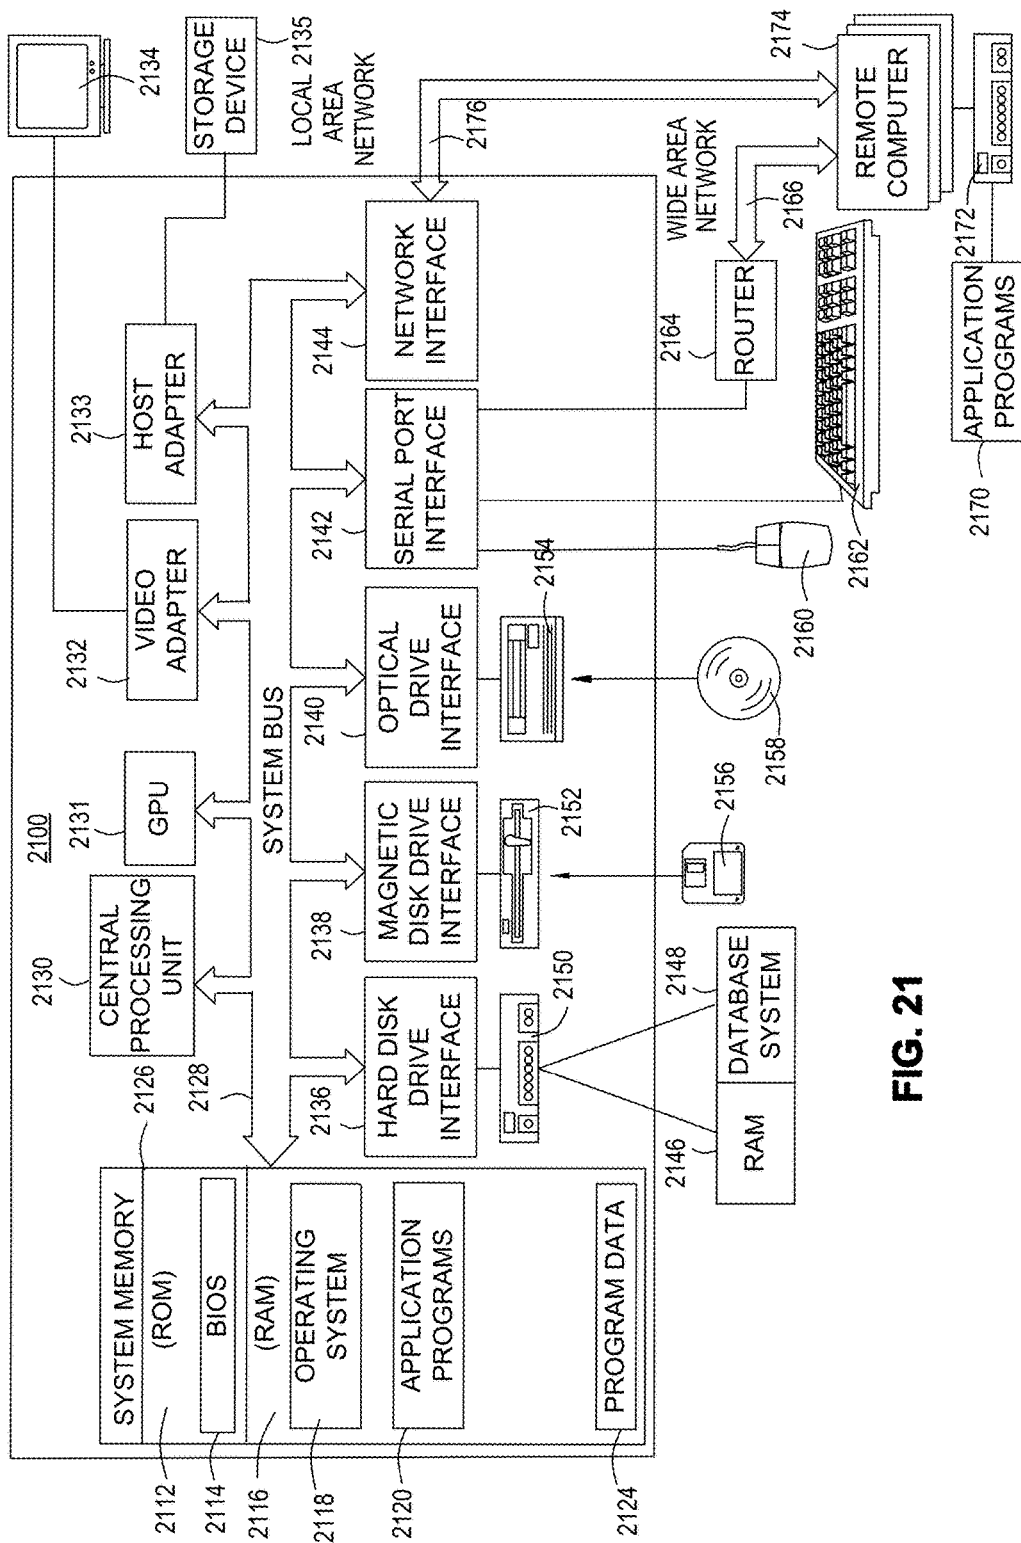 2100
SYSTEM MEMORY
(ROM)
BIOS
(RAM)
OPERATING
SYSTEM
APPLICATION
PROGRAMS
PROGRAM DATA
2112
2114
2116
2118
2120
2124
2126
2128
2130
CENTRAL
PROCESSING
UNIT
2131
GPU
2132
VIDEO
ADAPTER
2133
HOST
ADAPTER
2134
STORAGE
DEVICE
2135
LOCAL
AREA
NETWORK
SYSTEM BUS
2136
HARD DISK
DRIVE
INTERFACE
2138
MAGNETIC
DISK DRIVE
INTERFACE
2140
OPTICAL
DRIVE
INTERFACE
2142
SERIAL PORT
INTERFACE
2144
NETWORK
INTERFACE
2176
2150
2152
2154
2146
RAM
2148
DATABASE
SYSTEM
2156
2158
2160
2162
2164
ROUTER
WIDE AREA
NETWORK
2166
2174
REMOTE
COMPUTER
2172
2170
APPLICATION
PROGRAMS
FIG. 21